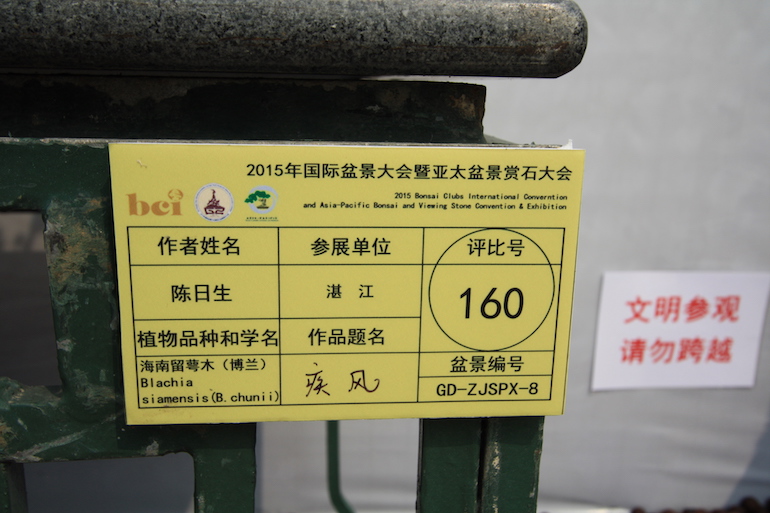 2015年国际盆景大会暨亚太盆景赏石大会
bci
2015 Bonsai Clubs International Converntion
and Asia-Pacific Bonsai and Viewing Stone Convention & Exhibition
作者姓名 参展单位 评比号
陈日生 湛江 160
植物品种和学名 作品题名
海南留萼木（博兰） 疾风 盆景编号
Blachia
siamensis(B.chunii) GD-ZJSPX-8
文明参观
请勿跨越